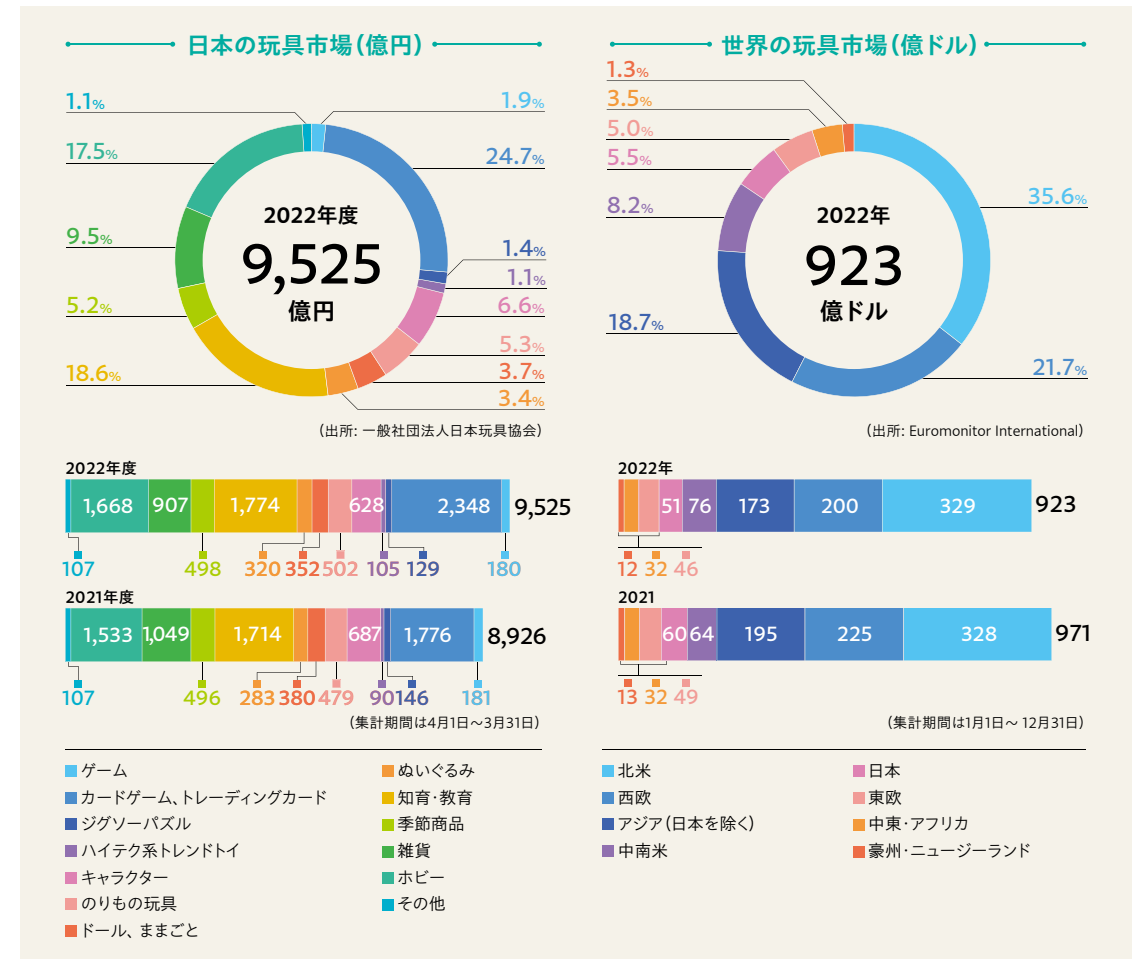 日本の玩具市場（億円）
1.1%
1.9%
17.5%
24.7%
9.5%
1.4%
1.1%
5.2%
6.6%
5.3%
18.6%
3.7%
3.4%
2022年度
9,525
億円
（出所: 一般社団法人日本玩具協会）
2022年度
1,668 907 1,774 628 2,348 9,525
107 498 320 352 502 105 129 180
2021年度
1,533 1,049 1,714 687 1,776 8,926
107 496 283 380 479 90 146 181
（集計期間は4月1日〜3月31日）
ゲーム
カードゲーム、トレーディングカード
ジグソーパズル
ハイテク系トレンドトイ
キャラクター
のりもの玩具
ドール、ままごと
ぬいぐるみ
知育・教育
季節商品
雑貨
ホビー
その他
世界の玩具市場（億ドル）
1.3%
3.5%
5.0%
5.5%
8.2%
35.6%
18.7%
21.7%
2022年
923
億ドル
（出所: Euromonitor International）
2022年
51 76 173 200 329 923
12 32 46
2021
60 64 195 225 328 971
13 32 49
（集計期間は1月1日〜12月31日）
北米
西欧
アジア（日本を除く）
中南米
日本
東欧
中東・アフリカ
豪州・ニュージーランド